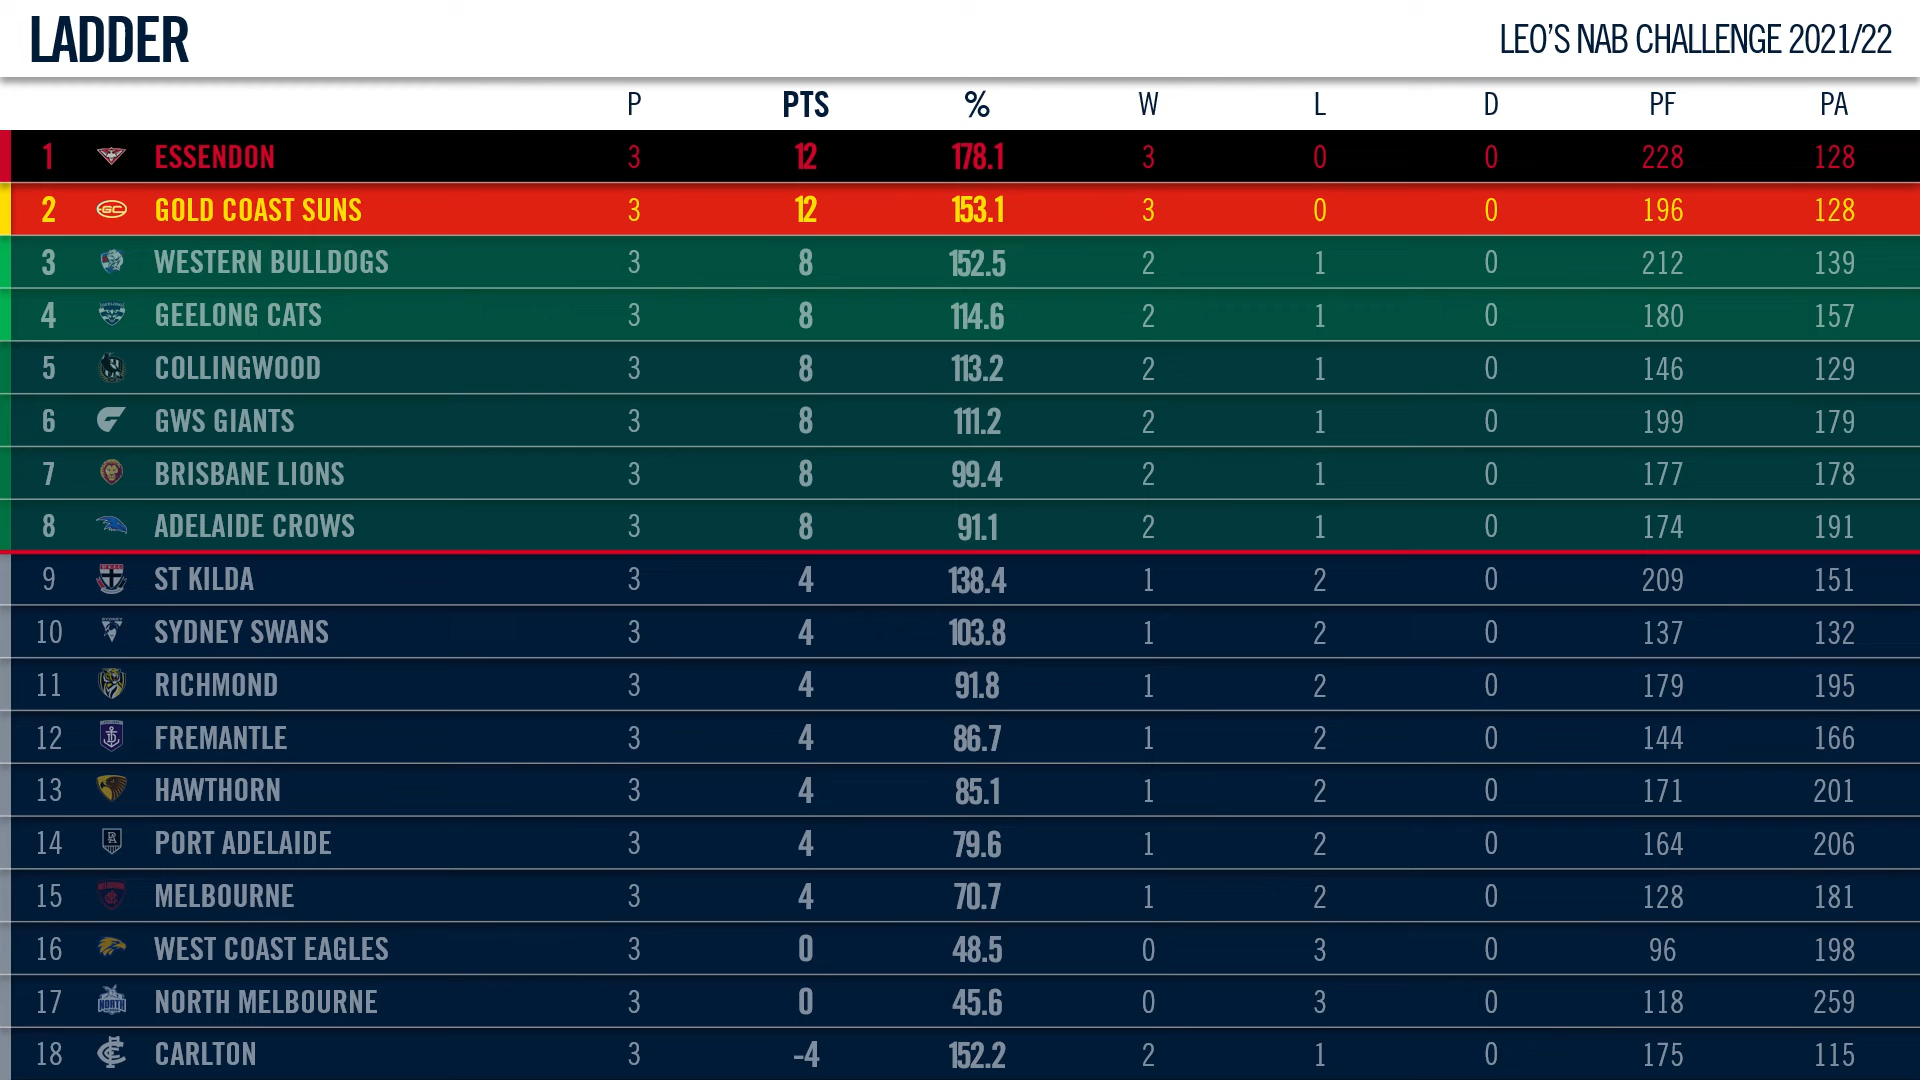 LADDER LEO'S NAB CHALLENGE 2021/22
P PTS % W L D PF PA
1 ESSENDON 3 12 178.1 3 0 0 228 128
2 GC GOLD COAST SUNS 3 12 153.1 3 0 0 196 128
3 WESTERN BULLDOGS 3 8 152.5 2 1 0 212 139
4 GEELONG CATS 3 8 114.6 2 1 0 180 157
5 COLLINGWOOD 3 8 113.2 2 1 0 146 129
6 GWS GIANTS 3 8 111.2 2 1 0 199 179
7 BRISBANE LIONS 3 8 99.4 2 1 0 177 178
8 ADELAIDE CROWS 3 8 91.1 2 1 0 174 191
9 ST KILDA 3 4 138.4 1 2 0 209 151
10 SYDNEY SWANS 3 4 103.8 1 2 0 137 132
11 RICHMOND 3 4 91.8 1 2 0 179 195
12 FREMANTLE 3 4 86.7 1 2 0 144 166
13 HAWTHORN 3 4 85.1 1 2 0 171 201
14 PA PORT ADELAIDE 3 4 79.6 1 2 0 164 206
15 MELBOURNE 3 4 70.7 1 2 0 128 181
16 WEST COAST EAGLES 3 0 48.5 0 3 0 96 198
17 NORTH NORTH MELBOURNE 3 0 45.6 0 3 0 118 259
18 CARLTON 3 -4 152.2 2 1 0 175 115